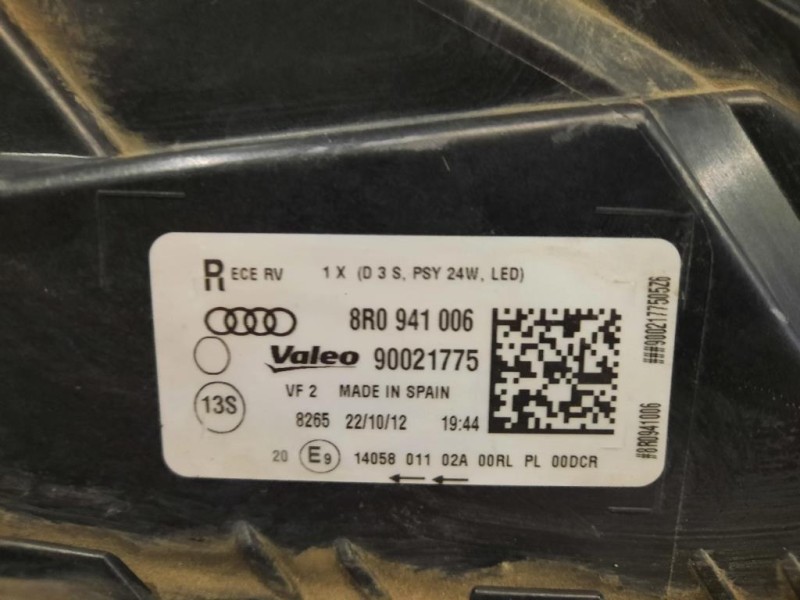 R ECE RV 1 X (D 3 S, PSY 24W, LED)
8R0 941 006
Valeo 90021775
VF 2 MADE IN SPAIN
13S
8265 22/10/12 19:44
20 E9 14058 011 02A 00RL PL 00DCR
#8R0941006 ###9002177505Z6